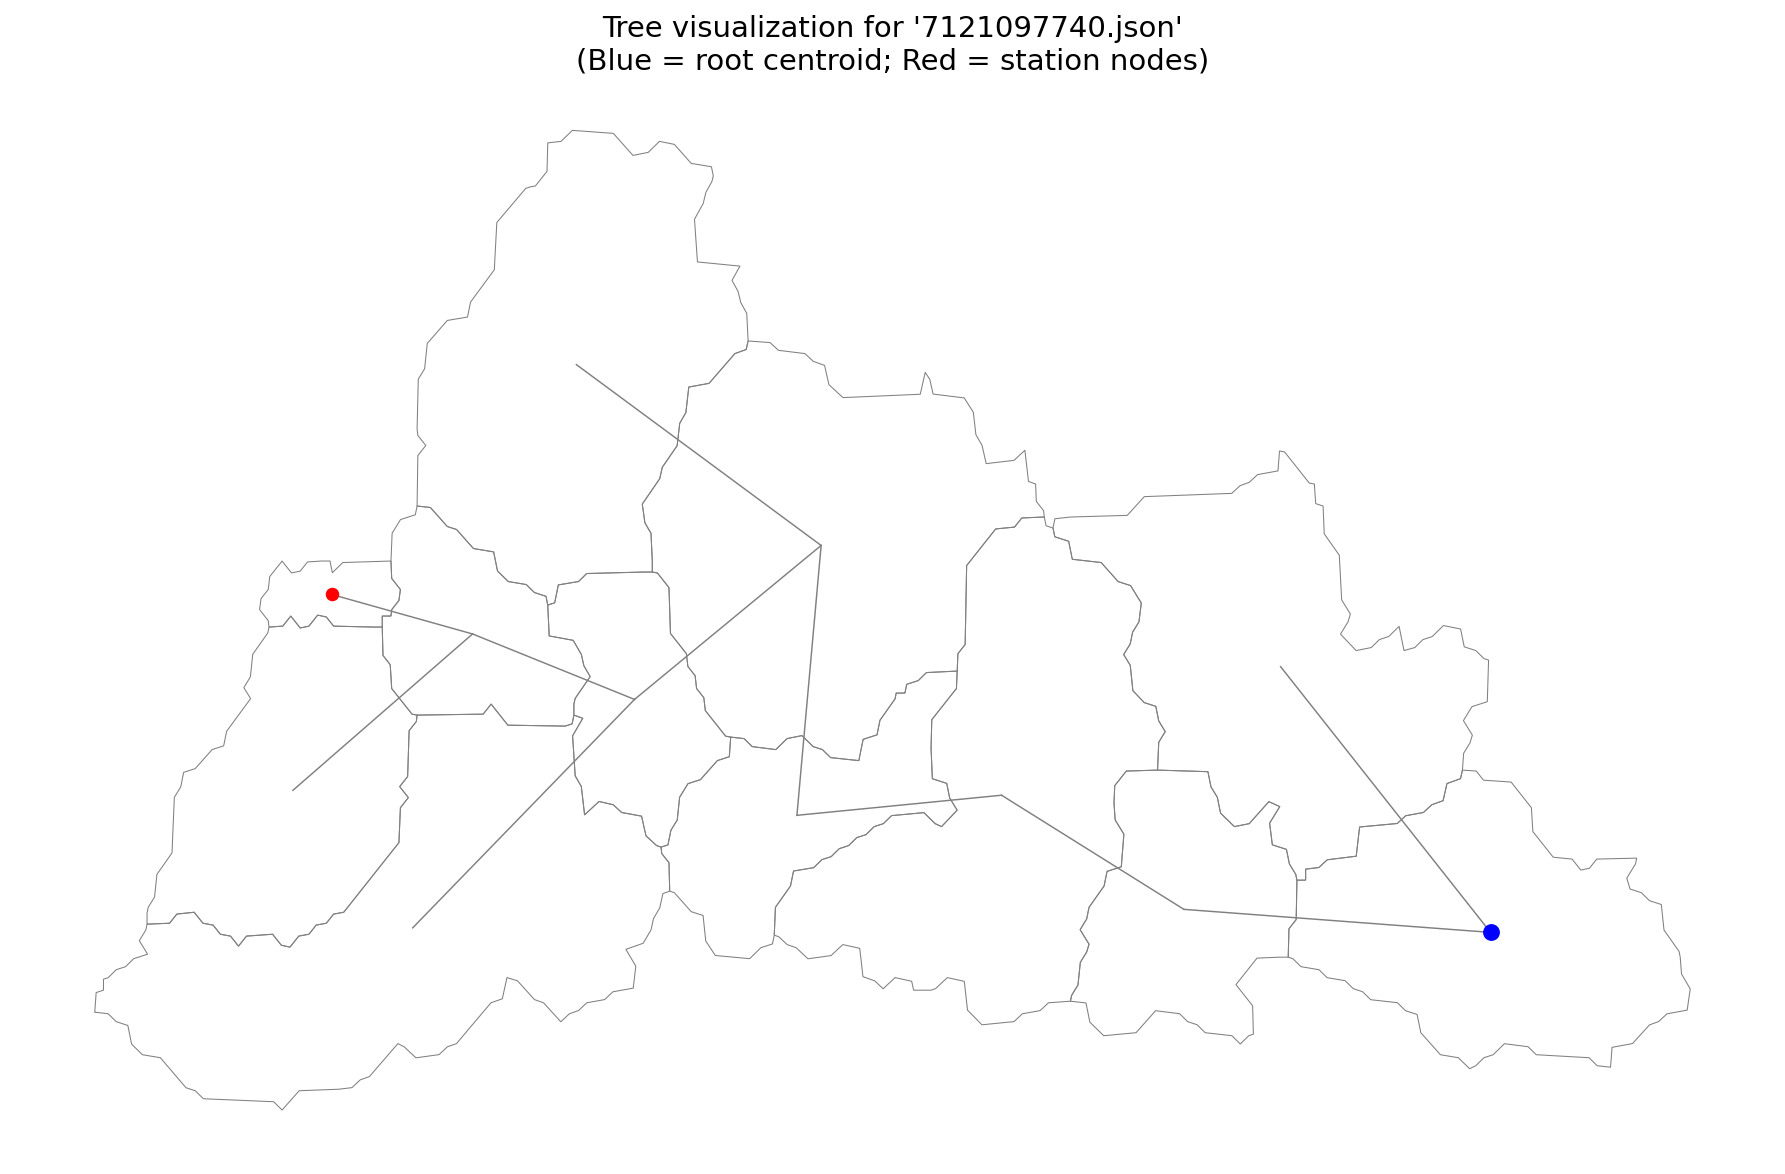 Tree visualization for '7121097740.json'
(Blue = root centroid; Red = station nodes)